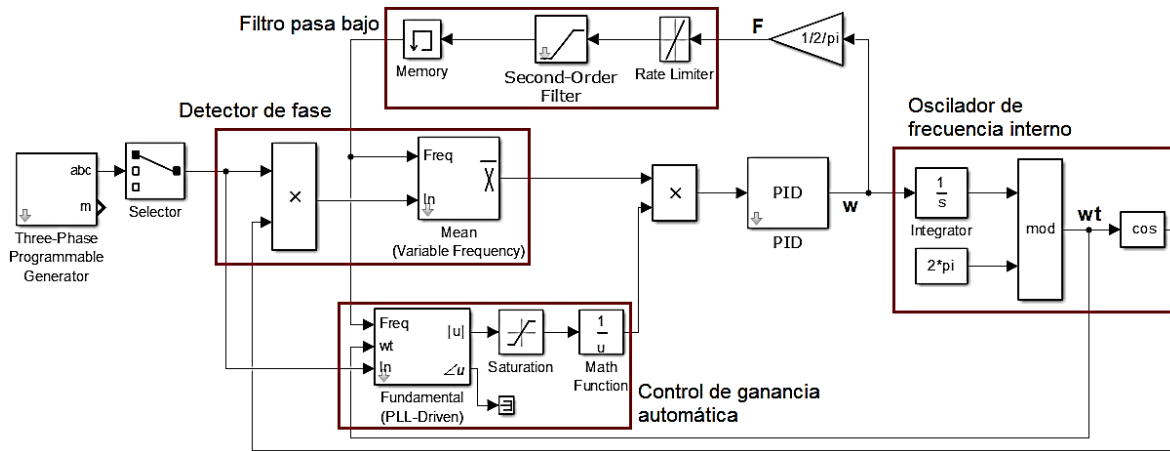 Filtro pasa bajo
Memory
Second-Order
Filter
Rate Limiter
F
1/2/pi
Detector de fase
Oscilador de
frecuencia interno
abc
m
Three-Phase
Programmable
Generator
Selector
×
Freq
In
X
Mean
(Variable Frequency)
×
PID
PID
w
1
s
Integrator
2*pi
mod
wt
cos
Freq
wt
In
|u|
∠u
Fundamental
(PLL-Driven)
Saturation
1
u
Math
Function
Control de ganancia
automática